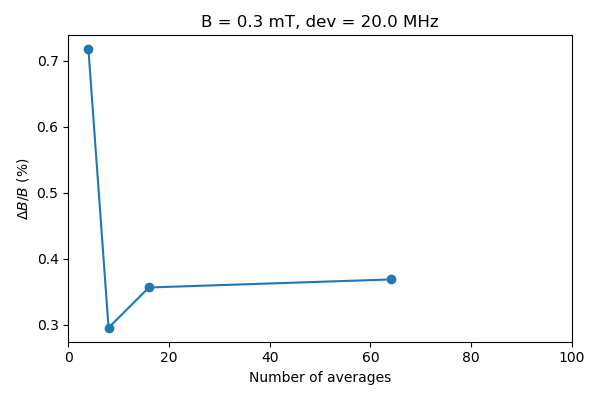 B = 0.3 mT, dev = 20.0 MHz
0.7
0.6
0.5
0.4
0.3
ΔB/B (%)
0 20 40 60 80 100
Number of averages